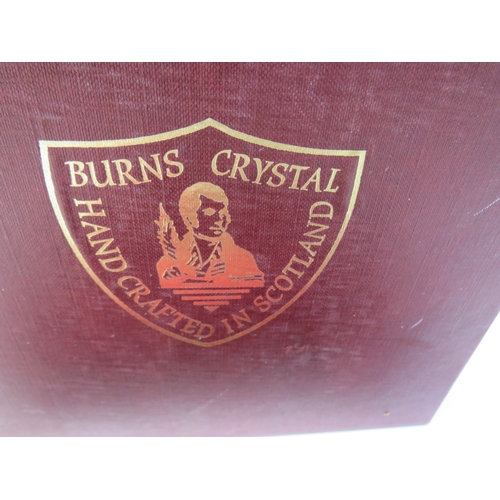 BURNS CRYSTAL
HAND CRAFTED IN SCOTLAND